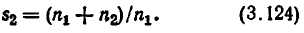 s₂ = (n₁ + n₂)/n₁. (3.124)